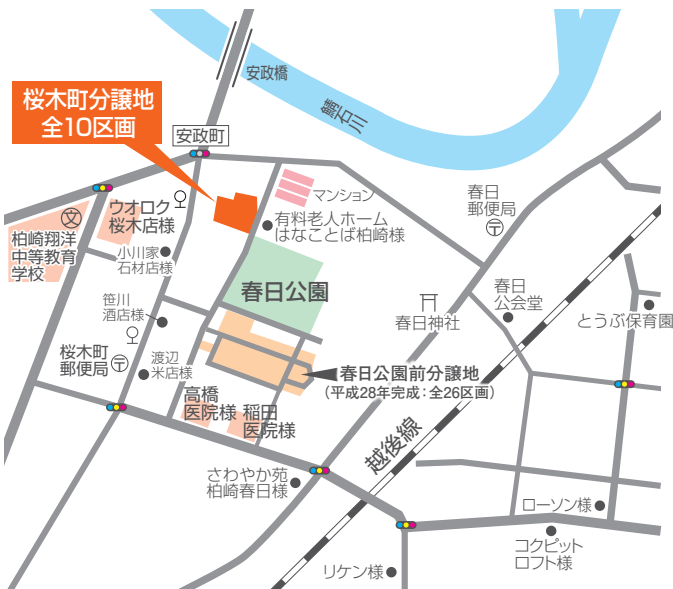 安政橋
鯖石川
桜木町分譲地
全10区画
安政町
マンション
春日
郵便局
〒
文
柏崎翔洋
中等教育
学校
ウオロク
桜木店様
有料老人ホーム
はなことば柏崎様
小川家
石材店様
春日公園
笹川
酒店様
春日神社
春日
公会堂
とうぶ保育園
桜木町
郵便局
〒
渡辺
米店様
春日公園前分譲地
(平成28年完成：全26区画)
高橋
医院様
稲田
医院様
越後線
さわやか苑
柏崎春日様
ローソン様
コクピット
ロフト様
リケン様